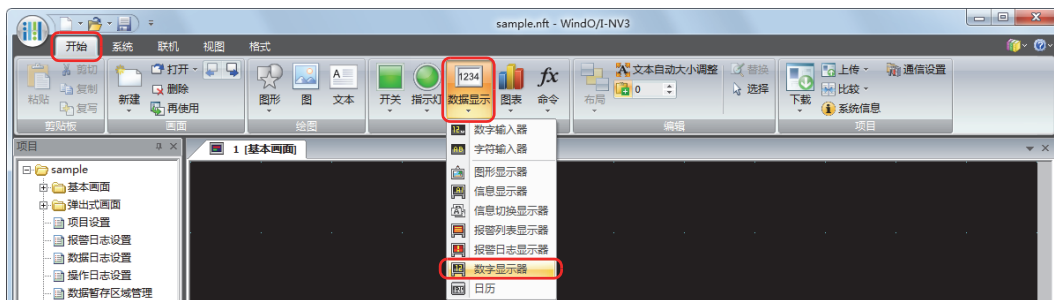 sample.nft - WindO/I-NV3
开始 系统 联机 视图 格式
剪切
复制
复写
粘贴
剪贴板
新建
打开
删除
再使用
画面
图形 图 文本
绘图
开关 指示灯 数据显示 图表 命令
1234
fx
布局
文本自动大小调整
0
替换
选择
编辑
下载
上传
比较
系统信息
通信设置
项目
项目
1 [基本画面]
sample
基本画面
弹出式画面
项目设置
报警日志设置
数据日志设置
操作日志设置
数据暂存区域管理
数字输入器
字符输入器
图形显示器
信息显示器
信息切换显示器
报警列表显示器
报警日志显示器
数字显示器
日历